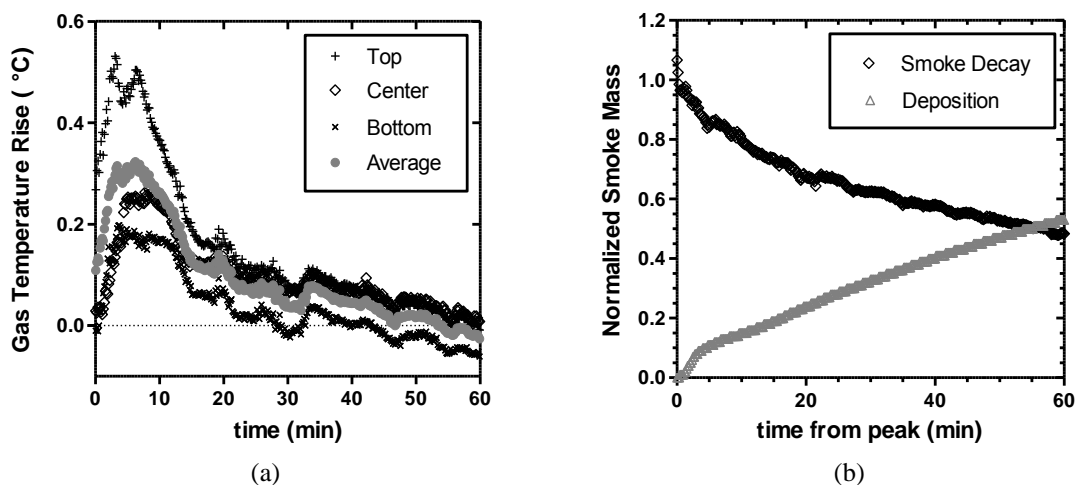 Gas Temperature Rise ( °C)
0.6
0.4
0.2
0.0
Top
Center
Bottom
Average
0 10 20 30 40 50 60
time (min)
(a)
Normalized Smoke Mass
1.2
1.0
0.8
0.6
0.4
0.2
0.0
Smoke Decay
Deposition
0 20 40 60
time from peak (min)
(b)